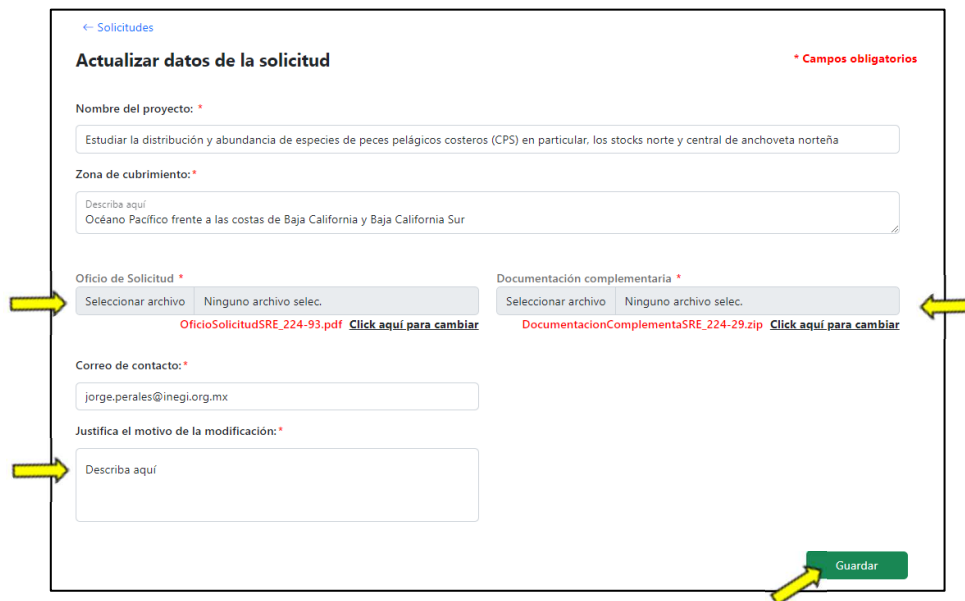 ← Solicitudes
Actualizar datos de la solicitud
* Campos obligatorios
Nombre del proyecto: *
Estudiar la distribución y abundancia de especies de peces pelágicos costeros (CPS) en particular, los stocks norte y central de anchoveta norteña
Zona de cubrimiento:*
Describa aquí
Océano Pacífico frente a las costas de Baja California y Baja California Sur
Oficio de Solicitud *
Seleccionar archivo Ninguno archivo selec.
OficioSolicitudSRE_224-93.pdf Click aquí para cambiar
Documentación complementaria *
Seleccionar archivo Ninguno archivo selec.
DocumentacionComplementaSRE_224-29.zip Click aquí para cambiar
Correo de contacto:*
jorge.perales@inegi.org.mx
Justifica el motivo de la modificación:*
Describa aquí
Guardar